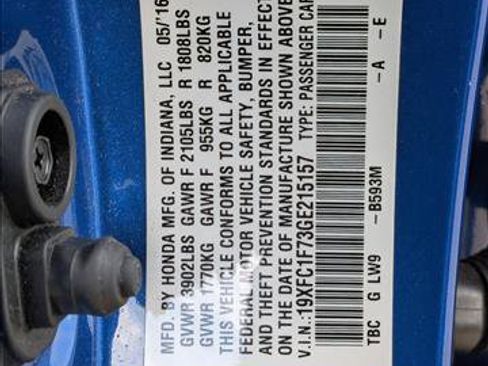 MFD. BY HONDA MFG. OF INDIANA, LLC 05/'16
GVWR 3902LBS GAWR F 2105LBS R 1808LBS
GVWR 1770KG GAWR F 955KG R 820KG
THIS VEHICLE CONFORMS TO ALL APPLICABLE
FEDERAL MOTOR VEHICLE SAFETY, BUMPER,
AND THEFT PREVENTION STANDARDS IN EFFECT
ON THE DATE OF MANUFACTURE SHOWN ABOVE
V.I.N.:19XFC1F73GE215157 TYPE: PASSENGER CAR
TBC G LW9 -B593M -A -E